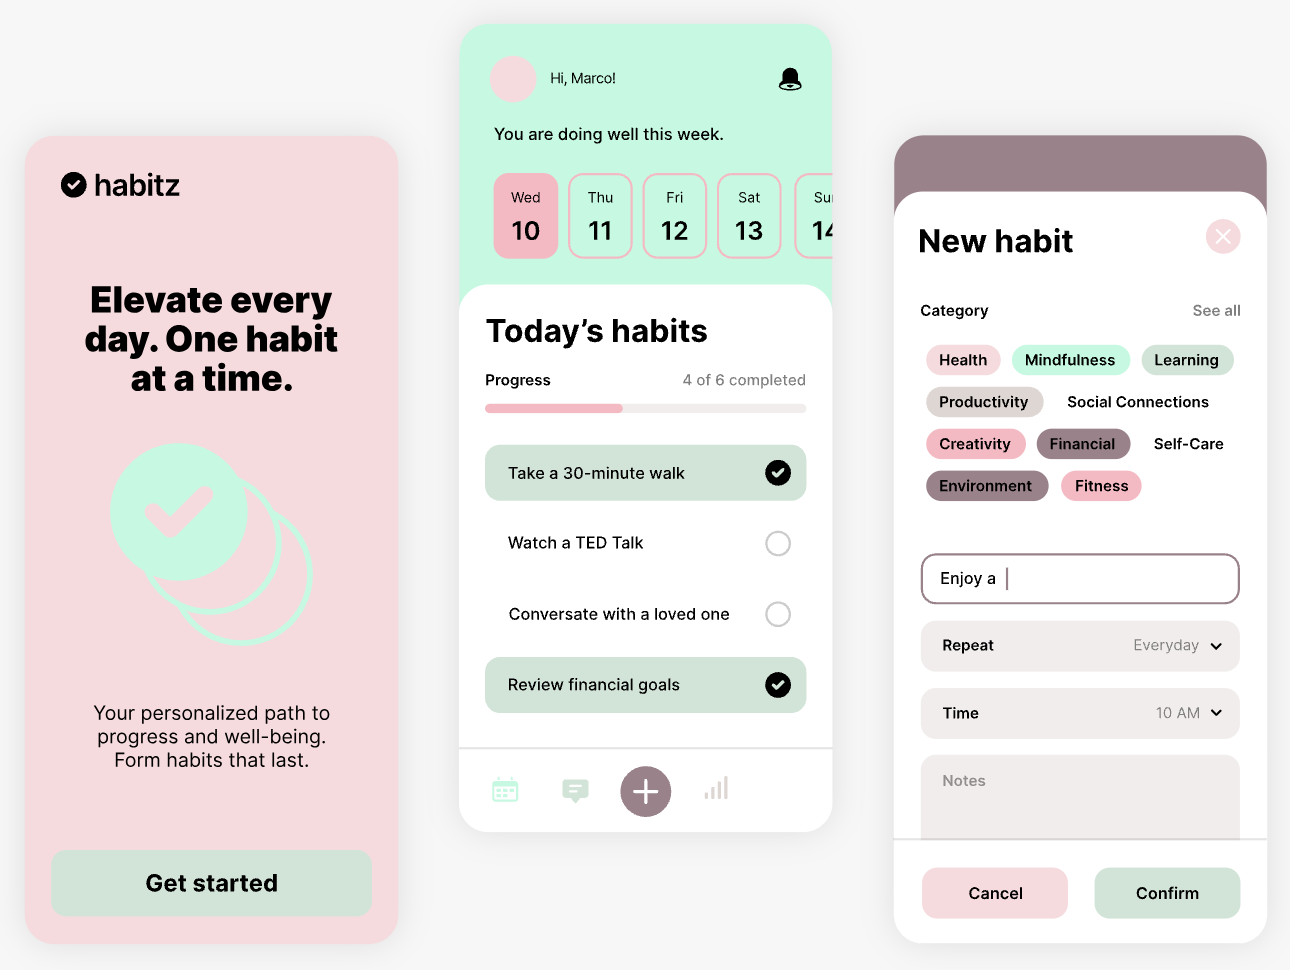 habitz
Elevate every
day. One habit
at a time.
Your personalized path to
progress and well-being.
Form habits that last.
Get started
Hi, Marco!
You are doing well this week.
Wed Thu Fri Sat
10 11 12 13
Today’s habits
Progress 4 of 6 completed
Take a 30-minute walk
Watch a TED Talk
Conversate with a loved one
Review financial goals
New habit
Category See all
Health Mindfulness Learning
Productivity Social Connections
Creativity Financial Self-Care
Environment Fitness
Enjoy a
Repeat Everyday
Time 10 AM
Notes
Cancel Confirm